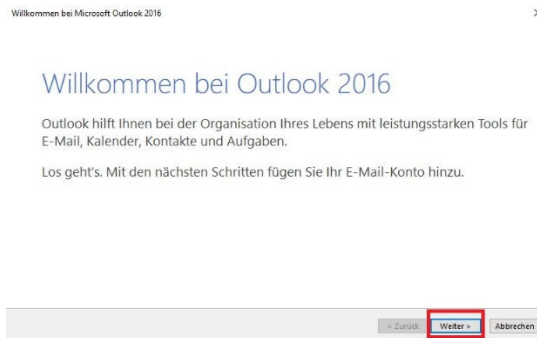 Willkommen bei Microsoft Outlook 2016
Willkommen bei Outlook 2016
Outlook hilft Ihnen bei der Organisation Ihres Lebens mit leistungsstarken Tools für
E-Mail, Kalender, Kontakte und Aufgaben.
Los geht's. Mit den nächsten Schritten fügen Sie Ihr E-Mail-Konto hinzu.
< Zurück Weiter > Abbrechen